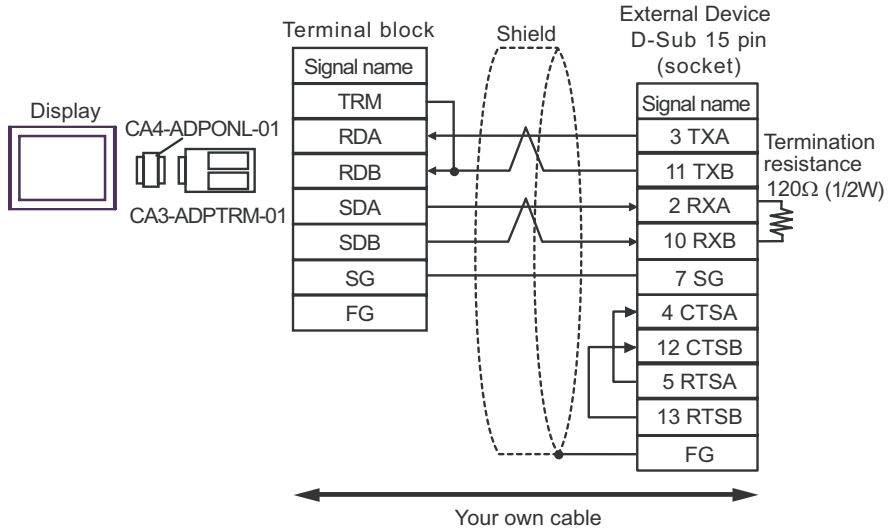 Display
CA4-ADPONL-01
CA3-ADPTRM-01
Terminal block
Signal name
TRM
RDA
RDB
SDA
SDB
SG
FG
Shield
External Device
D-Sub 15 pin
(socket)
Signal name
3 TXA
11 TXB
2 RXA
10 RXB
7 SG
4 CTSA
12 CTSB
5 RTSA
13 RTSB
FG
Termination
resistance
120Ω (1/2W)
Your own cable